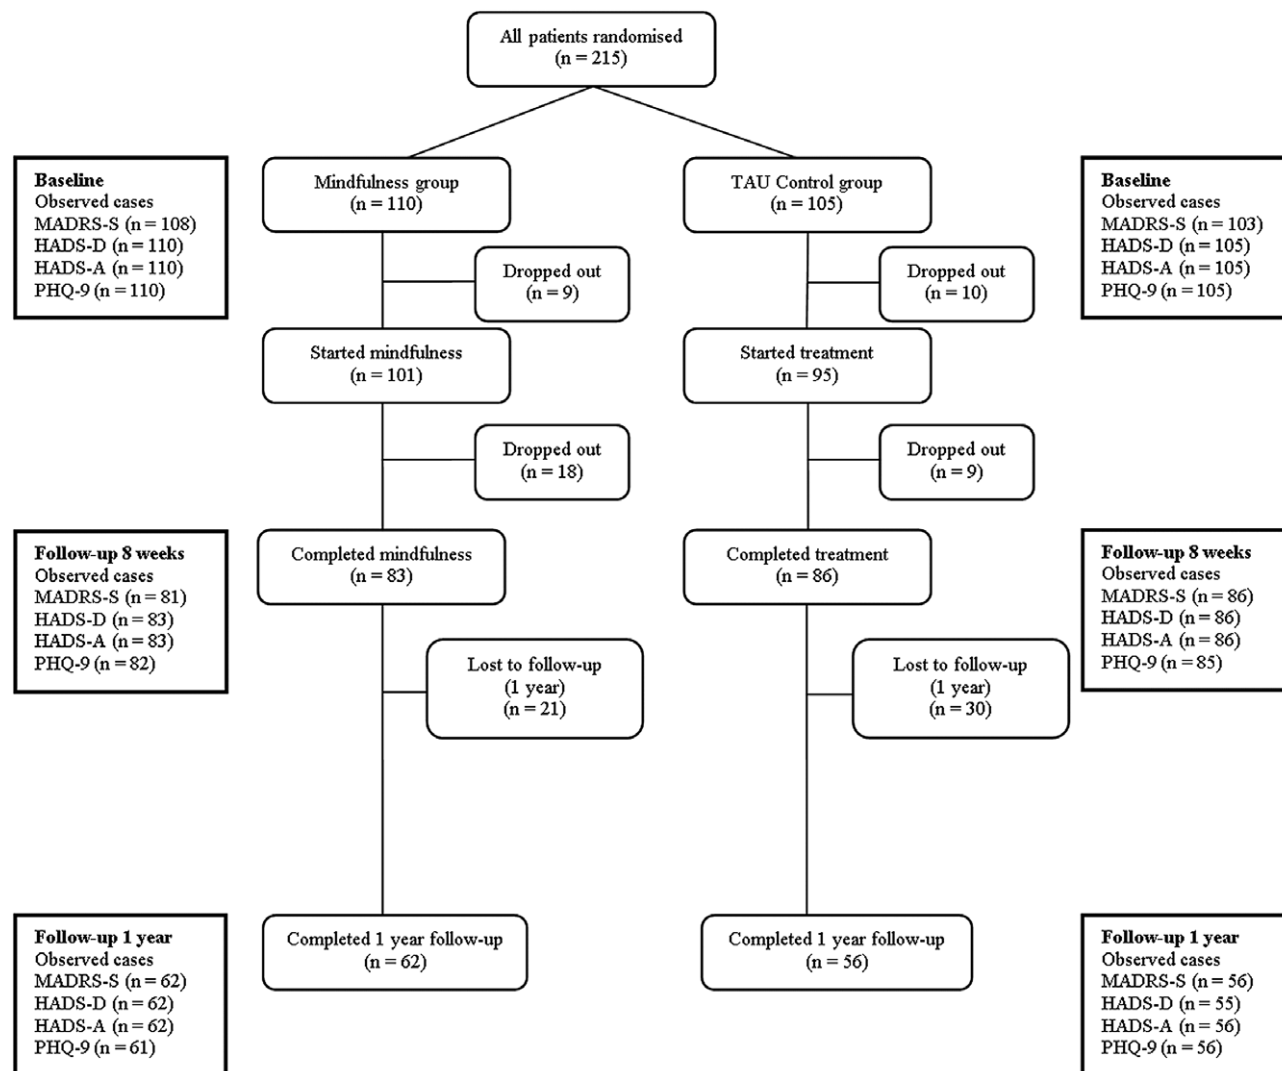 All patients randomised
(n = 215)
Baseline
Observed cases
MADRS-S (n = 108)
HADS-D (n = 110)
HADS-A (n = 110)
PHQ-9 (n = 110)
Mindfulness group
(n = 110)
TAU Control group
(n = 105)
Baseline
Observed cases
MADRS-S (n = 103)
HADS-D (n = 105)
HADS-A (n = 105)
PHQ-9 (n = 105)
Dropped out
(n = 9)
Dropped out
(n = 10)
Started mindfulness
(n = 101)
Started treatment
(n = 95)
Dropped out
(n = 18)
Dropped out
(n = 9)
Follow-up 8 weeks
Observed cases
MADRS-S (n = 81)
HADS-D (n = 83)
HADS-A (n = 83)
PHQ-9 (n = 82)
Completed mindfulness
(n = 83)
Completed treatment
(n = 86)
Follow-up 8 weeks
Observed cases
MADRS-S (n = 86)
HADS-D (n = 86)
HADS-A (n = 86)
PHQ-9 (n = 85)
Lost to follow-up
(1 year)
(n = 21)
Lost to follow-up
(1 year)
(n = 30)
Follow-up 1 year
Observed cases
MADRS-S (n = 62)
HADS-D (n = 62)
HADS-A (n = 62)
PHQ-9 (n = 61)
Completed 1 year follow-up
(n = 62)
Completed 1 year follow-up
(n = 56)
Follow-up 1 year
Observed cases
MADRS-S (n = 56)
HADS-D (n = 55)
HADS-A (n = 56)
PHQ-9 (n = 56)